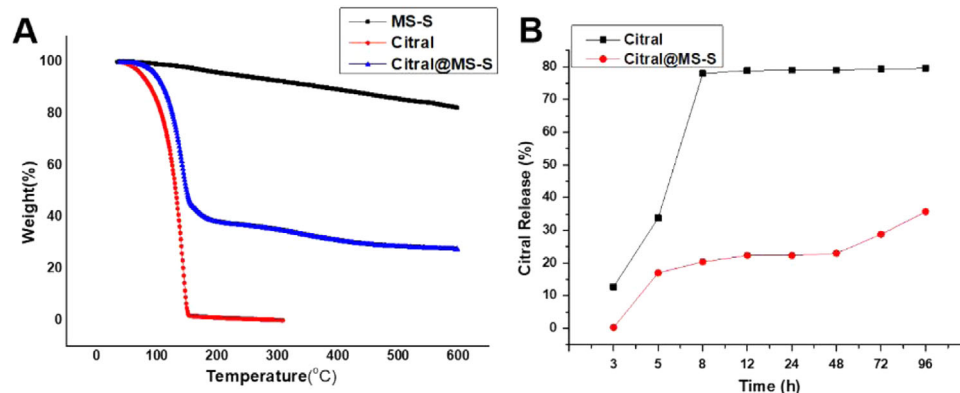 A
MS-S
Citral
Citral@MS-S
100
80
60
40
20
0
Weight(%)
0 100 200 300 400 500 600
Temperature(°C)
B
Citral
Citral@MS-S
80
70
60
50
40
30
20
10
0
Citral Release (%)
3 5 8 12 24 48 72 96
Time (h)